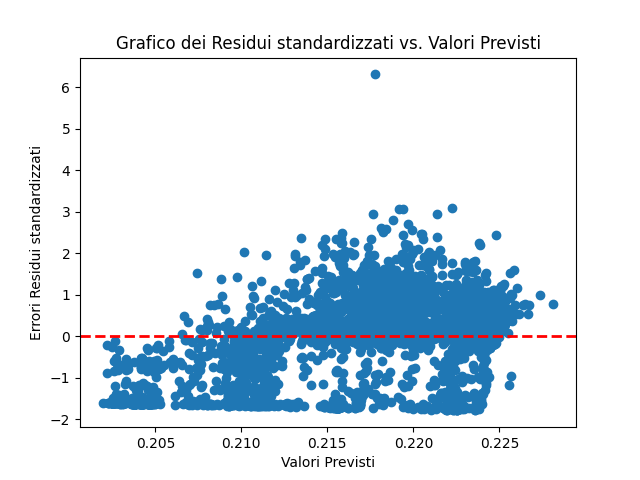 Grafico dei Residui standardizzati vs. Valori Previsti
Errori Residui standardizzati
6
5
4
3
2
1
0
−1
−2
0.205 0.210 0.215 0.220 0.225
Valori Previsti